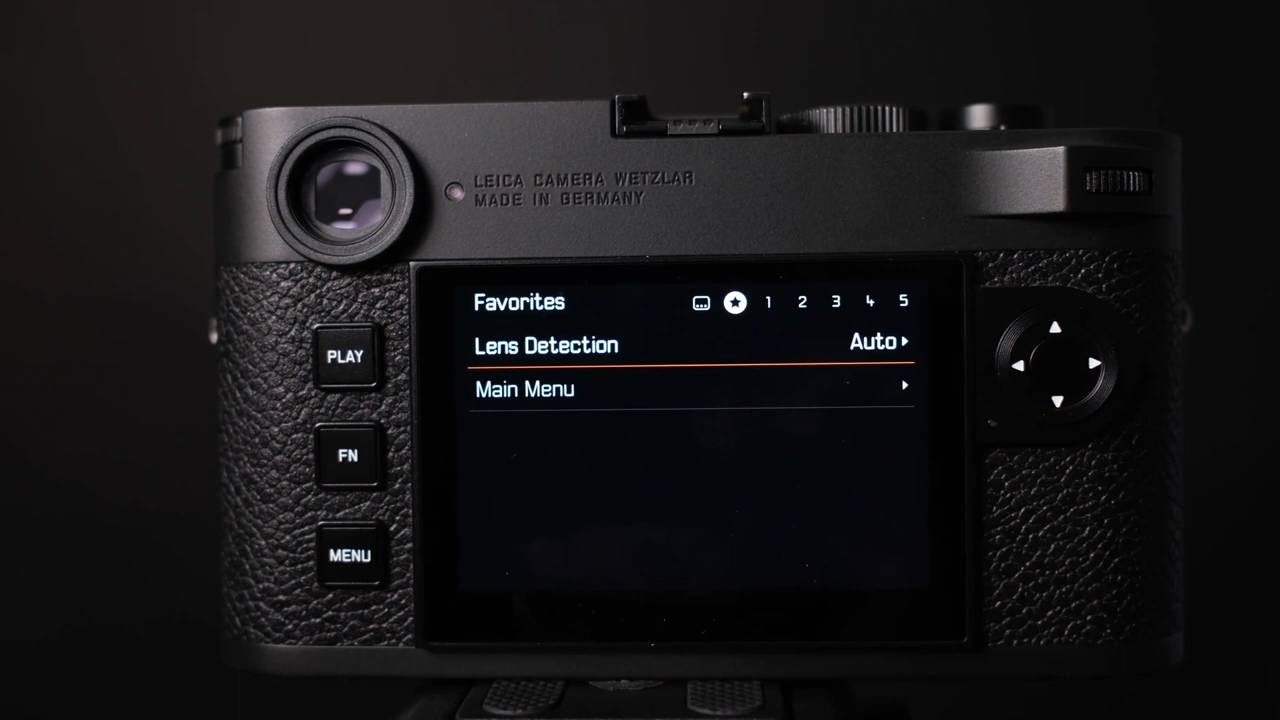 LEICA CAMERA WETZLAR
MADE IN GERMANY
Favorites 1 2 3 4 5
Lens Detection Auto
Main Menu
PLAY
FN
MENU